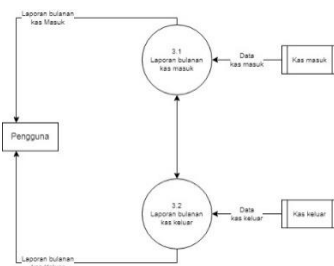 Laporan bulanan
kas Masuk
3.1
Laporan bulanan
kas masuk
Data
kas masuk
Kas masuk
Pengguna
3.2
Laporan bulanan
kas keluar
Data
kas keluar
Kas keluar
Laporan bulanan